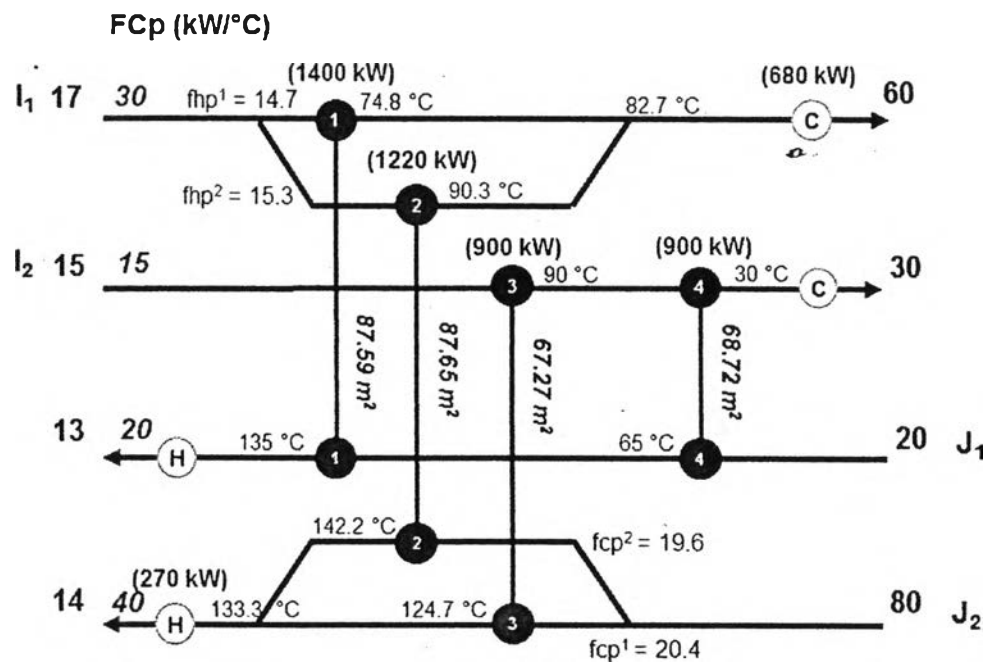 FCp (kW/°C)
I₁ 17 30 fhp¹ = 14.7 (1400 kW) 1 74.8 °C 82.7 °C (680 kW) C 60
fhp² = 15.3 (1220 kW) 2 90.3 °C
I₂ 15 15 (900 kW) 3 90 °C (900 kW) 4 30 °C C 30
87.59 m²
87.65 m²
67.27 m²
68.72 m²
13 20 H 135 °C 1 65 °C 4 20 J₁
142.2 °C 2 fcp² = 19.6
14 (270 kW) 40 H 133.3 °C 124.7 °C 3 fcp¹ = 20.4 80 J₂